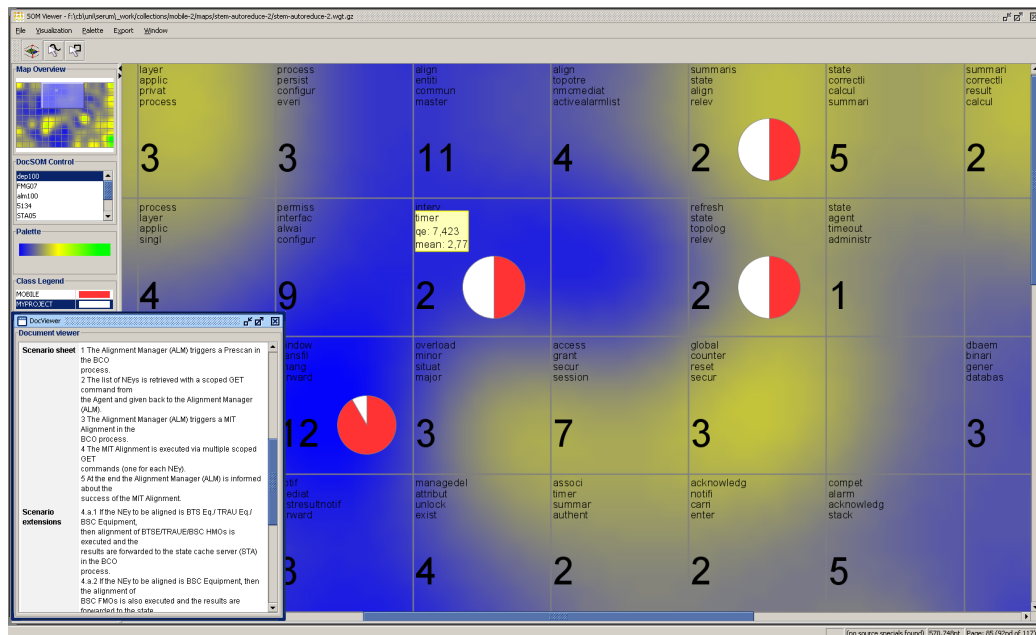 SOM Viewer - f:\cb\uni\serum\_work/collections/mobile-2/maps/stem-autoreduce-2/stem-autoreduce-2.wgt.gz
File Visualization Palette Export Window
Map Overview
DocSOM Control
dep100
FMG07
alm100
5134
STA05
Palette
Class Legend
MOBILE
MYPROJECT
layer
applic
privat
process
3
process
persist
configur
even
3
align
entiti
commun
master
11
align
topotre
nmcmediat
activealarmlist
4
summaris
state
align
relev
2
state
correctli
calcul
summari
5
summari
correctli
result
calcul
2
process
layer
applic
singl
4
permiss
interfac
alwai
configur
9
interv
timer
qe: 7,423
mean: 2,77
2
refresh
state
topolog
relev
2
state
agent
timeout
administr
1
12
overload
minor
situat
major
3
access
grant
secur
session
7
global
counter
reset
secur
3
dbaem
binari
gener
databas
3
managedel
attribut
unlock
exist
4
associ
timer
summar
authent
2
acknowledg
notifi
carri
enter
2
compet
alarm
acknowledg
stack
5
DocViewer
Document viewer
Scenario sheet
1 The Alignment Manager (ALM) triggers a Prescan in
the BCO
process.
2 The list of NEys is retrieved with a scoped GET
command from
the Agent and given back to the Alignment Manager
(ALM).
3 The Alignment Manager (ALM) triggers a MIT
Alignment in the
BCO process.
4 The MIT Alignment is executed via multiple scoped
GET
commands (one for each NEy).
5 At the end the Alignment Manager (ALM) is informed
about the
success of the MIT Alignment.
Scenario extensions
4.a.1 If the NEy to be aligned is BTS Eq./ TRAU Eq./
BSC Equipment,
then alignment of BTSE/TRAUE/BSC HMOs is
executed and the
results are forwarded to the state cache server (STA)
in the BCO
process.
4.a.2 If the NEy to be aligned is BSC Equipment, then
the alignment of
BSC FMOs is also executed and the results are
forwarded to the state
(no source specials found) 570,748pt